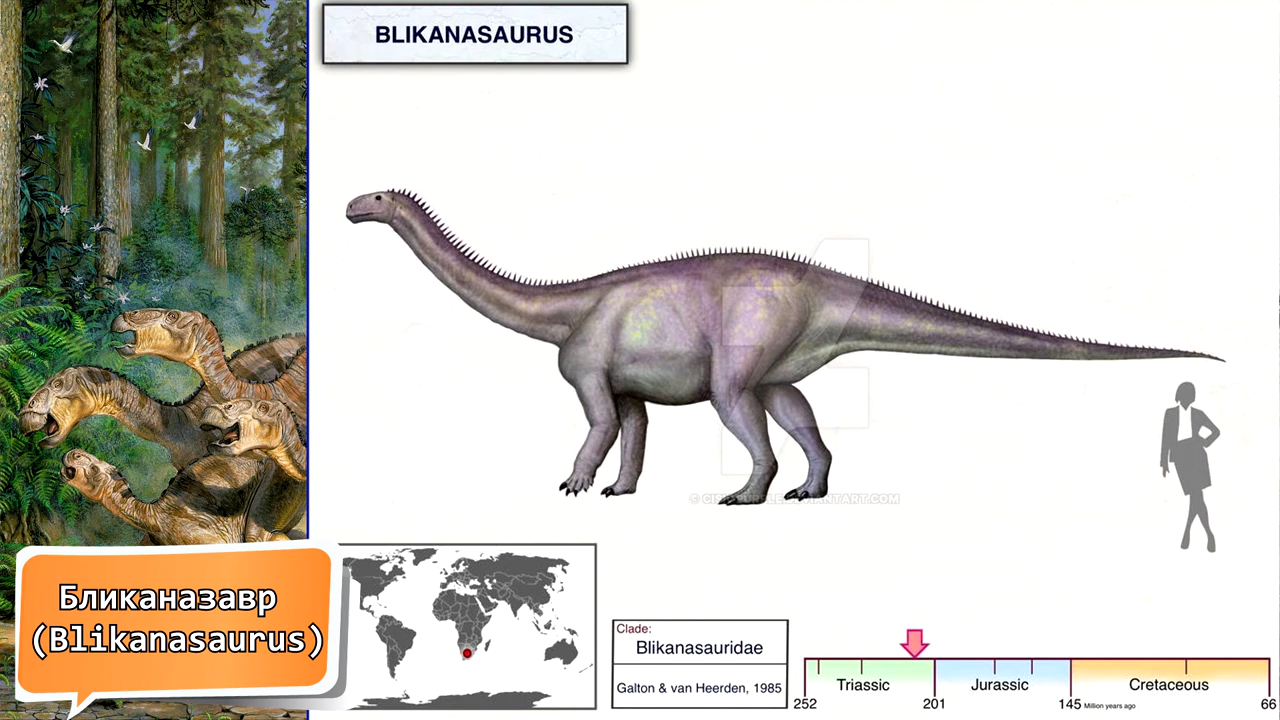 BLIKANASAURUS
Бликаназавр
(Blikanasaurus)
Clade:
Blikanasauridae
Galton & van Heerden, 1985
Triassic
Jurassic
Cretaceous
252
201
145 Million years ago
66